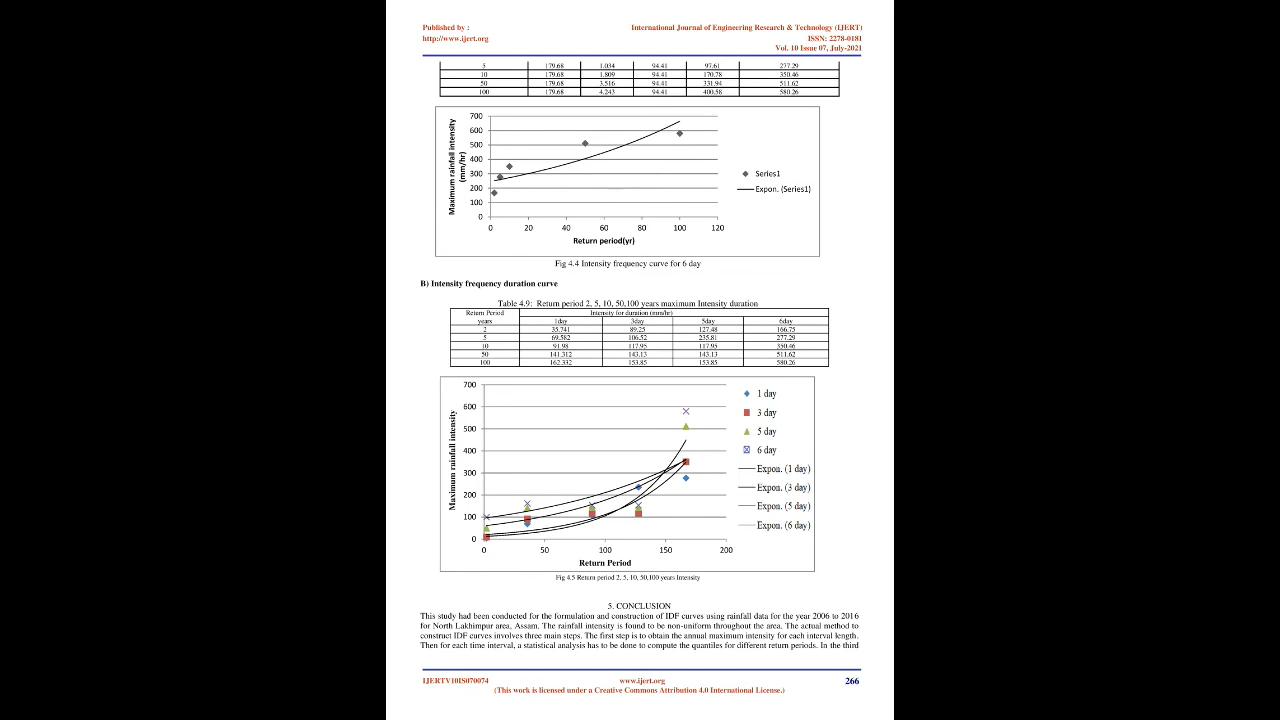 Published by :
International Journal of Engineering Research & Technology (IJERT)
http://www.ijert.org
ISSN: 2278-0181
Vol. 10 Issue 07, July-2021
5 179.68 1.034 94.41 97.61 277.29
10 179.68 1.809 94.41 170.78 350.46
50 179.68 3.516 94.41 331.94 511.62
100 179.68 4.243 94.41 400.58 580.26
Maximum rainfall intensity
(mm/hr)
700
600
500
400
300
200
100
0
0 20 40 60 80 100 120
Return period(yr)
Series1
Expon. (Series1)
Fig 4.4 Intensity frequency curve for 6 day
B) Intensity frequency duration curve
Table 4.9: Return period 2, 5, 10, 50,100 years maximum Intensity duration
Return Period Intensity for duration (mm/hr)
years 1day 3day 5day 6day
2 35.741 89.25 127.48 166.75
5 69.582 106.52 235.81 277.29
10 91.98 117.95 117.95 350.46
50 141.312 143.13 143.13 511.62
100 162.332 153.85 153.85 580.26
Maximum rainfall intensity
700
600
500
400
300
200
100
0
0 50 100 150 200
Return Period
1 day
3 day
5 day
6 day
Expon. (1 day)
Expon. (3 day)
Expon. (5 day)
Expon. (6 day)
Fig 4.5 Return period 2, 5, 10, 50,100 years Intensity
5. CONCLUSION
This study had been conducted for the formulation and construction of IDF curves using rainfall data for the year 2006 to 2016
for North Lakhimpur area, Assam. The rainfall intensity is found to be non-uniform throughout the area. The actual method to
construct IDF curves involves three main steps. The first step is to obtain the annual maximum intensity for each interval length.
Then for each time interval, a statistical analysis has to be done to compute the quantiles for different return periods. In the third
IJERTV10IS070074
www.ijert.org
266
(This work is licensed under a Creative Commons Attribution 4.0 International License.)